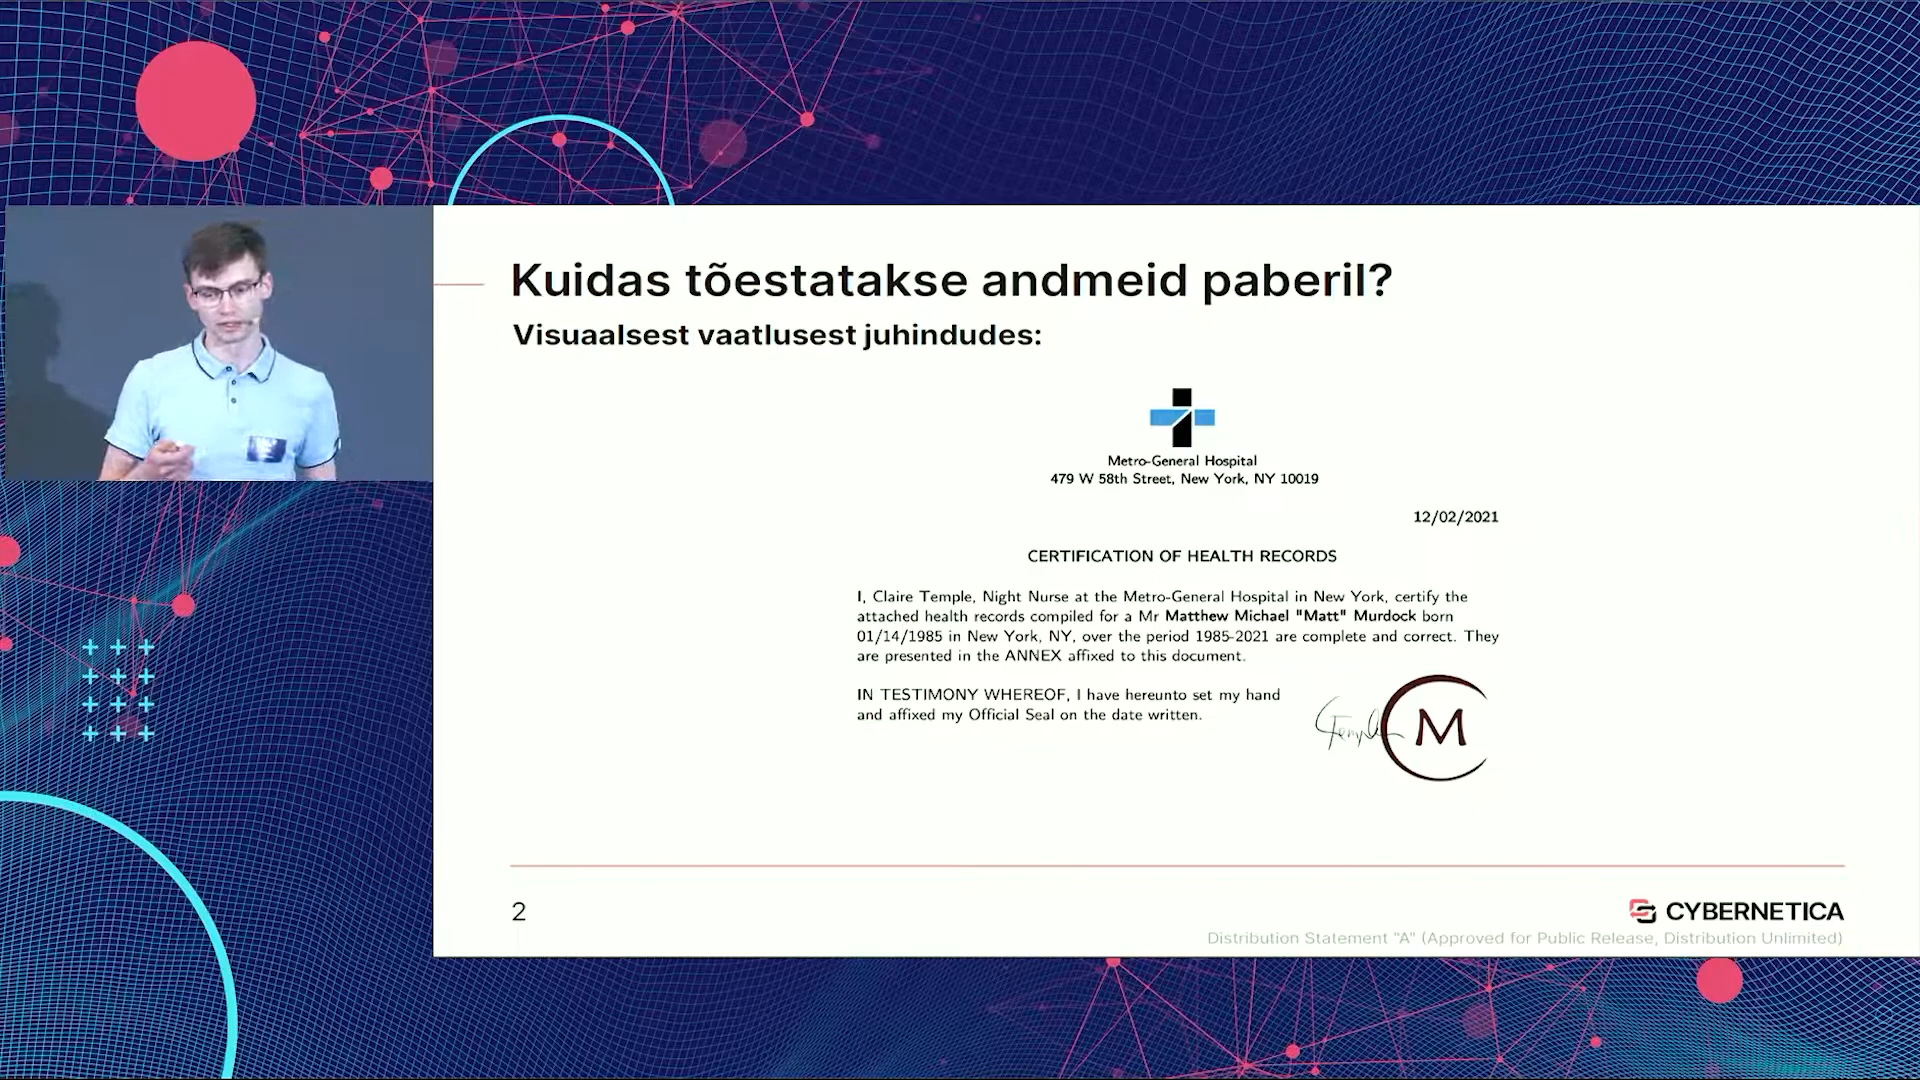 Kuidas tõestatakse andmeid paberil?
Visuaalsest vaatlusest juhindudes:
Metro-General Hospital
479 W 58th Street, New York, NY 10019
12/02/2021
CERTIFICATION OF HEALTH RECORDS
I, Claire Temple, Night Nurse at the Metro-General Hospital in New York, certify the
attached health records compiled for a Mr Matthew Michael "Matt" Murdock born
01/14/1985 in New York, NY, over the period 1985-2021 are complete and correct. They
are presented in the ANNEX affixed to this document.
IN TESTIMONY WHEREOF, I have hereunto set my hand
and affixed my Official Seal on the date written.
CTemple
M
2
CYBERNETICA
Distribution Statement "A" (Approved for Public Release, Distribution Unlimited)